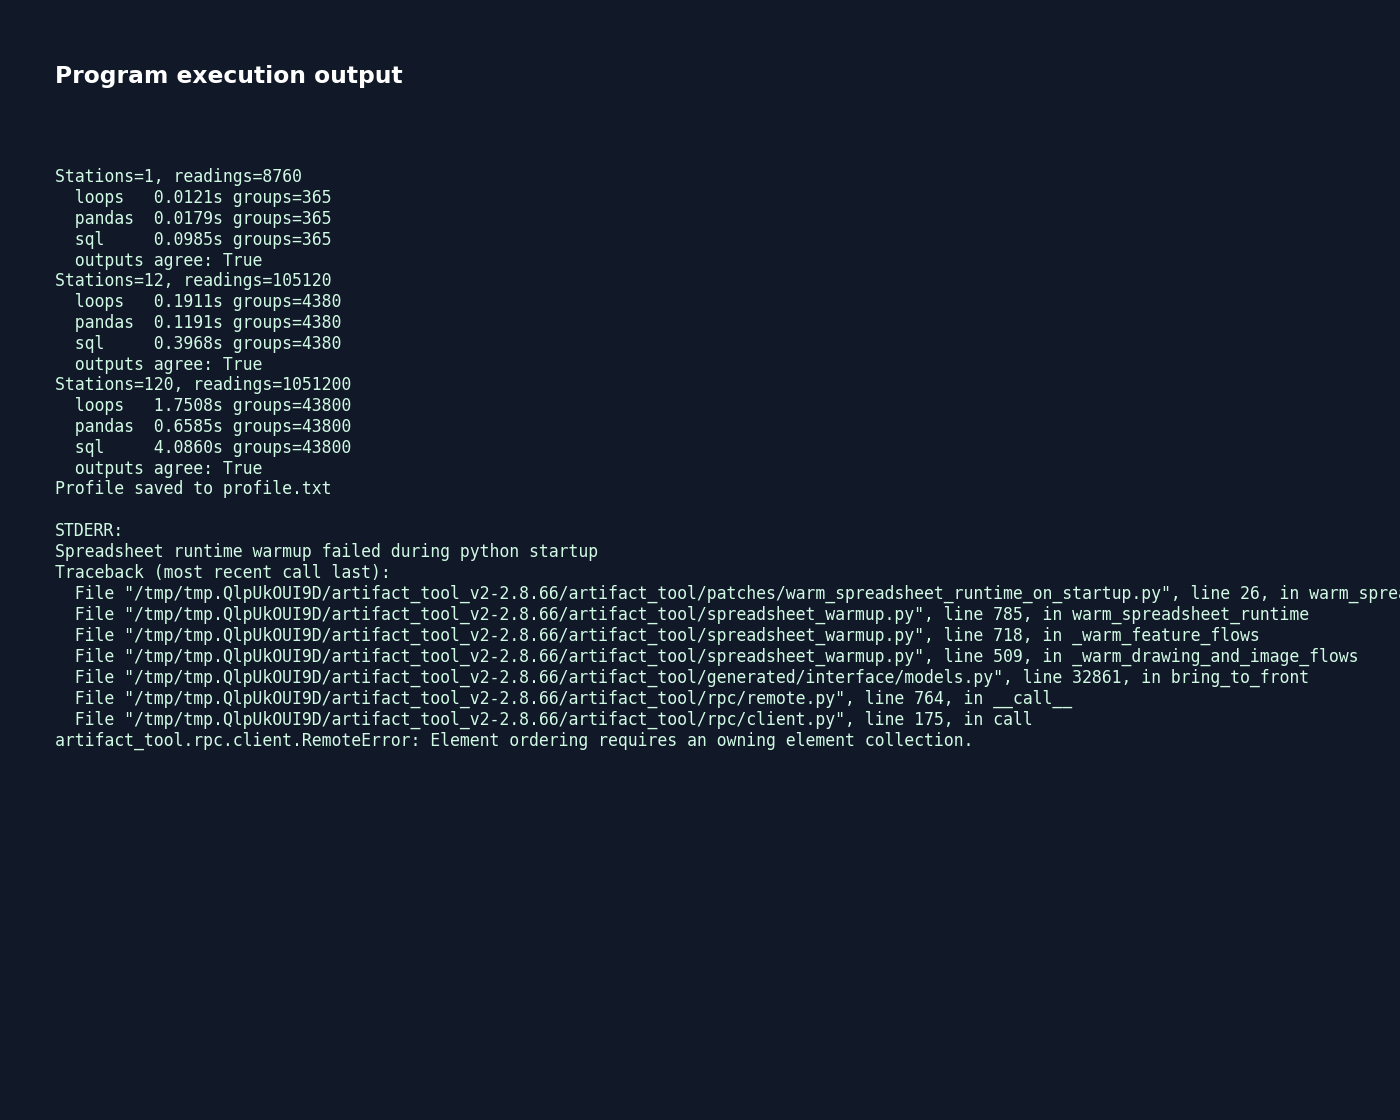 Program execution output
Stations=1, readings=8760
  loops   0.0121s groups=365
  pandas  0.0179s groups=365
  sql     0.0985s groups=365
  outputs agree: True
Stations=12, readings=105120
  loops   0.1911s groups=4380
  pandas  0.1191s groups=4380
  sql     0.3968s groups=4380
  outputs agree: True
Stations=120, readings=1051200
  loops   1.7508s groups=43800
  pandas  0.6585s groups=43800
  sql     4.0860s groups=43800
  outputs agree: True
Profile saved to profile.txt

STDERR:
Spreadsheet runtime warmup failed during python startup
Traceback (most recent call last):
  File "/tmp/tmp.QlpUkOUI9D/artifact_tool_v2-2.8.66/artifact_tool/patches/warm_spreadsheet_runtime_on_startup.py", line 26, in warm_sprea
  File "/tmp/tmp.QlpUkOUI9D/artifact_tool_v2-2.8.66/artifact_tool/spreadsheet_warmup.py", line 785, in warm_spreadsheet_runtime
  File "/tmp/tmp.QlpUkOUI9D/artifact_tool_v2-2.8.66/artifact_tool/spreadsheet_warmup.py", line 718, in _warm_feature_flows
  File "/tmp/tmp.QlpUkOUI9D/artifact_tool_v2-2.8.66/artifact_tool/spreadsheet_warmup.py", line 509, in _warm_drawing_and_image_flows
  File "/tmp/tmp.QlpUkOUI9D/artifact_tool_v2-2.8.66/artifact_tool/generated/interface/models.py", line 32861, in bring_to_front
  File "/tmp/tmp.QlpUkOUI9D/artifact_tool_v2-2.8.66/artifact_tool/rpc/remote.py", line 764, in __call__
  File "/tmp/tmp.QlpUkOUI9D/artifact_tool_v2-2.8.66/artifact_tool/rpc/client.py", line 175, in call
artifact_tool.rpc.client.RemoteError: Element ordering requires an owning element collection.